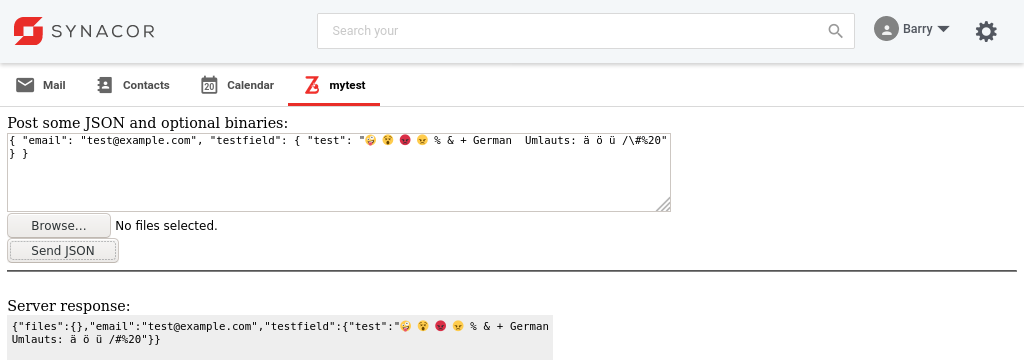 SYNACOR
Search your
Barry
Mail
Contacts
20
Calendar
mytest
Post some JSON and optional binaries:
{ "email": "test@example.com", "testfield": { "test": "🤪 😵 😡 😠 % & + German  Umlauts: ä ö ü /\#%20"
} }
Browse...
No files selected.
Send JSON
Server response:
{"files":{},"email":"test@example.com","testfield":{"test":"🤪 😵 😡 😠 % & + German
Umlauts: ä ö ü /#%20"}}